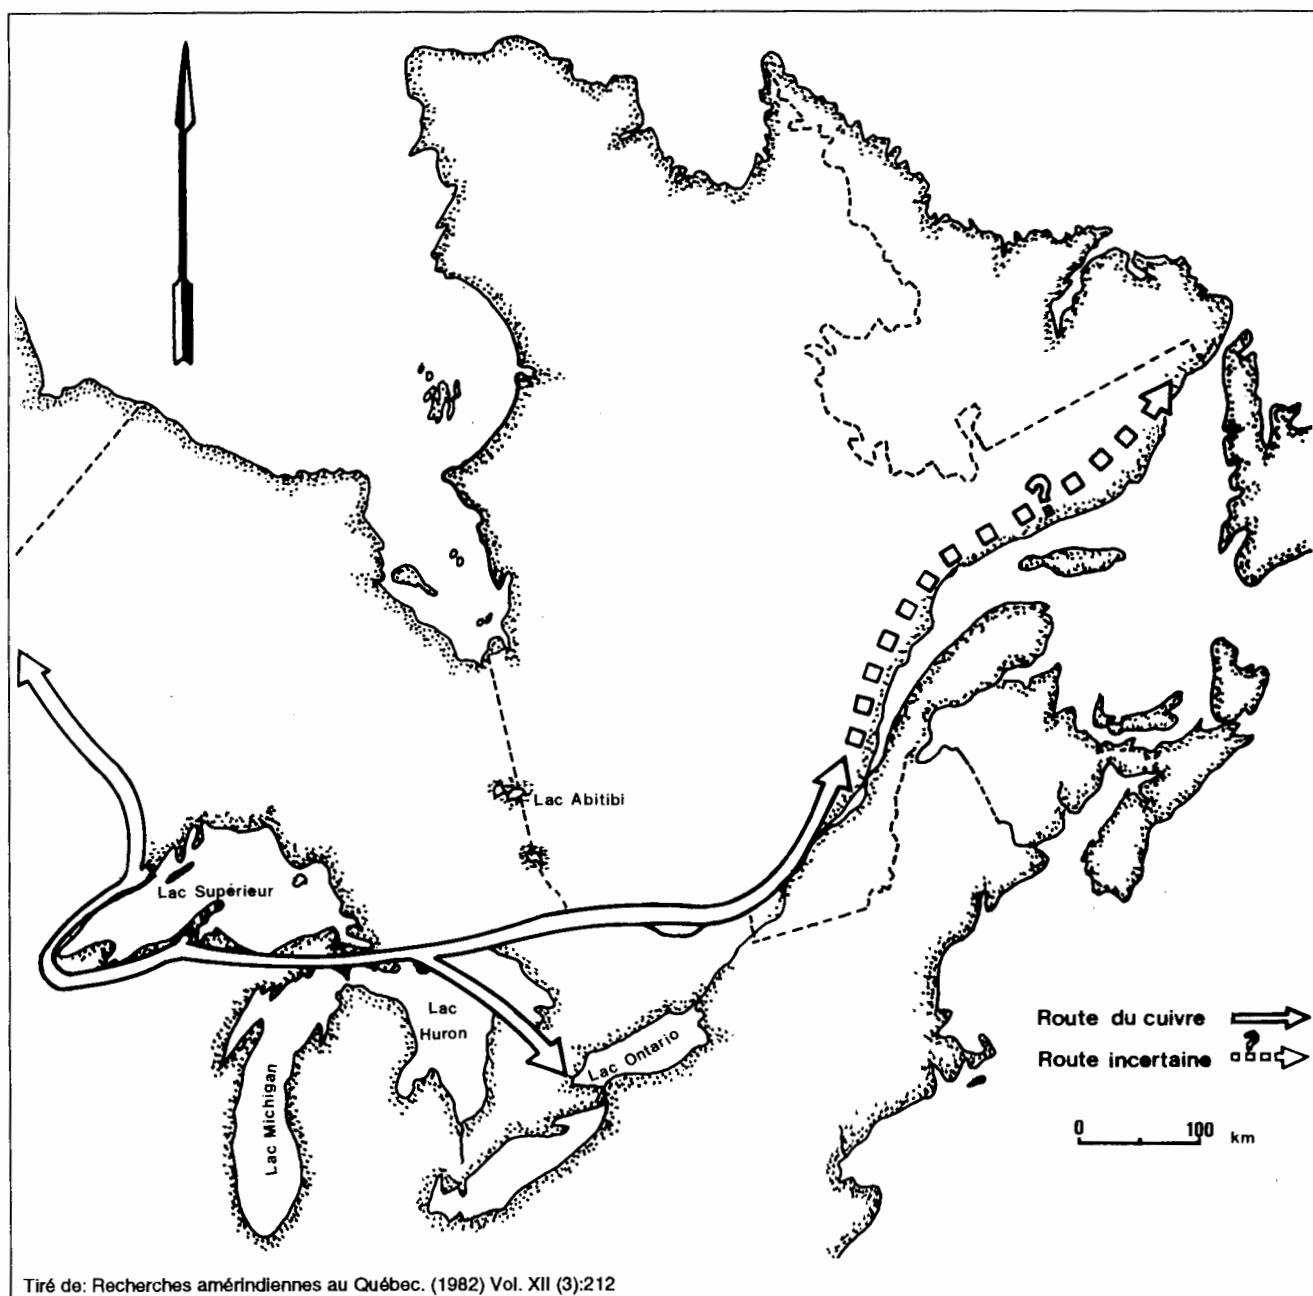 ?
Lac Abitibi
Lac Supérieur
Lac
Huron
Lac Ontario
Lac Michigan
Route du cuivre
?
Route incertaine
0 100 km
Tiré de: Recherches amérindiennes au Québec. (1982) Vol. XII (3):212